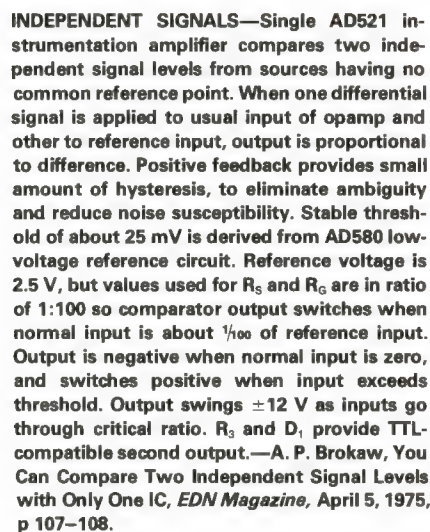 INDEPENDENT SIGNALS—Single AD521 in-
strumentation amplifier compares two inde-
pendent signal levels from sources having no
common reference point. When one differential
signal is applied to usual input of opamp and
other to reference input, output is proportional
to difference. Positive feedback provides small
amount of hysteresis, to eliminate ambiguity
and reduce noise susceptibility. Stable thresh-
old of about 25 mV is derived from AD580 low-
voltage reference circuit. Reference voltage is
2.5 V, but values used for Rs and RG are in ratio
of 1:100 so comparator output switches when
normal input is about 1/100 of reference input.
Output is negative when normal input is zero,
and switches positive when input exceeds
threshold. Output swings ±12 V as inputs go
through critical ratio. R3 and D1 provide TTL-
compatible second output.—A. P. Brokaw, You
Can Compare Two Independent Signal Levels
with Only One IC, EDN Magazine, April 5, 1975,
p 107–108.